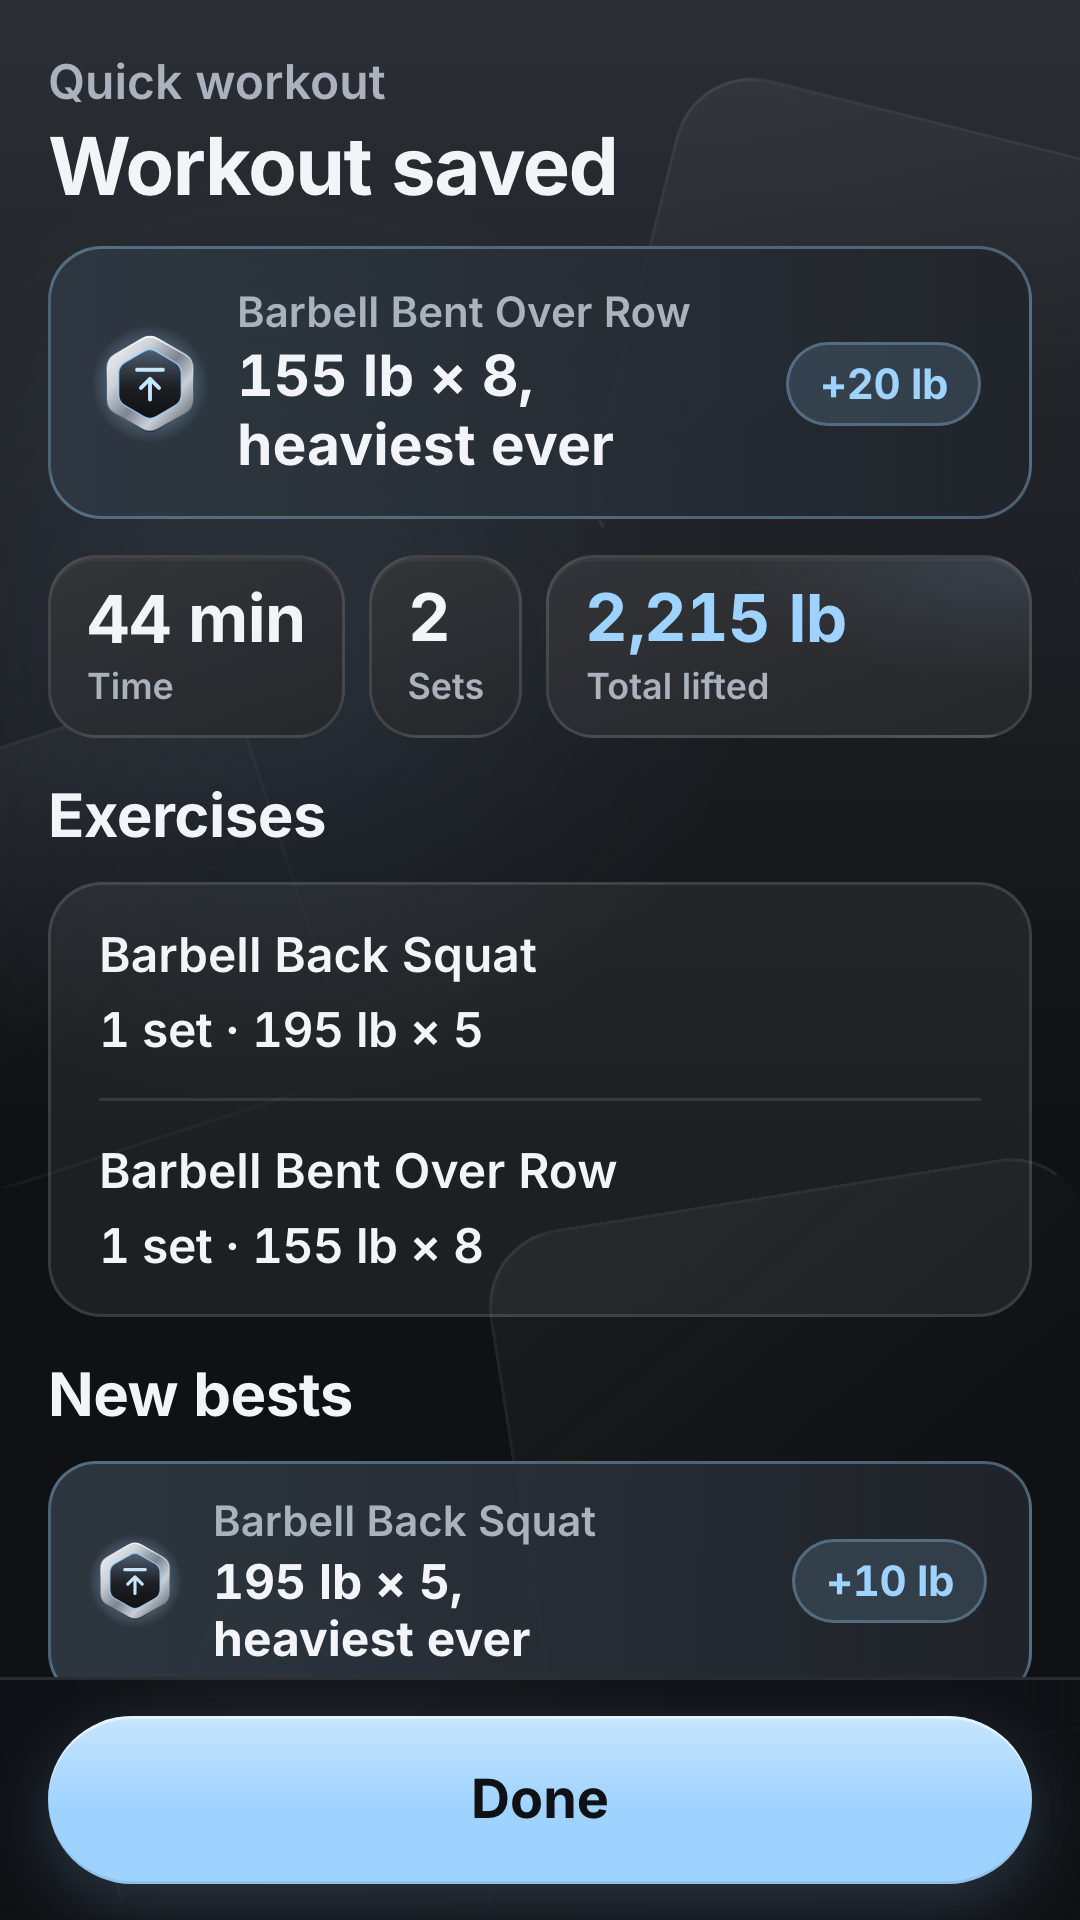 Quick workout
Workout saved
Barbell Bent Over Row
155 lb × 8,
heaviest ever
+20 lb
44 min
Time
2
Sets
2,215 lb
Total lifted
Exercises
Barbell Back Squat
1 set · 195 lb × 5
Barbell Bent Over Row
1 set · 155 lb × 8
New bests
Barbell Back Squat
195 lb × 5,
heaviest ever
+10 lb
Done